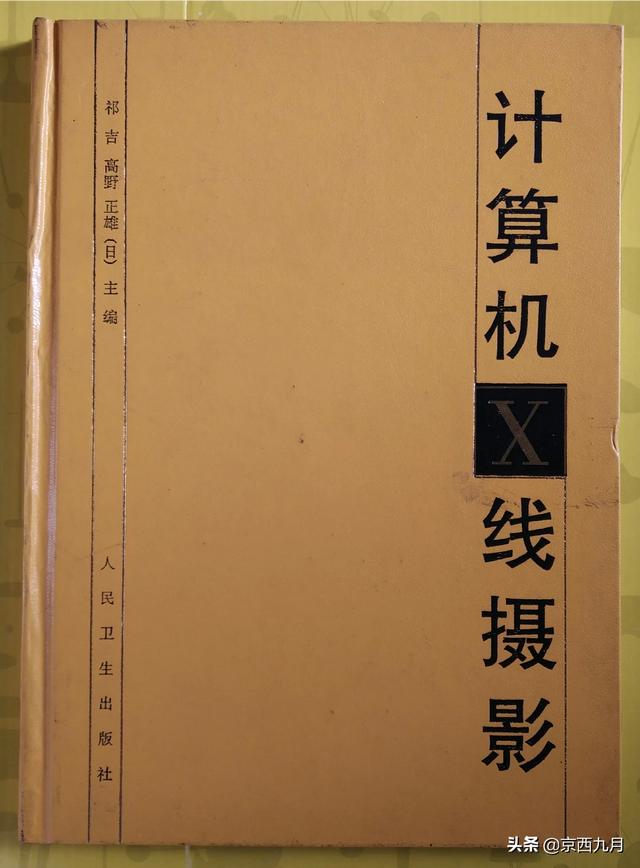 计算机X线摄影
祁吉 高野正雄(日) 主编
人民卫生出版社
头条 @京西九月